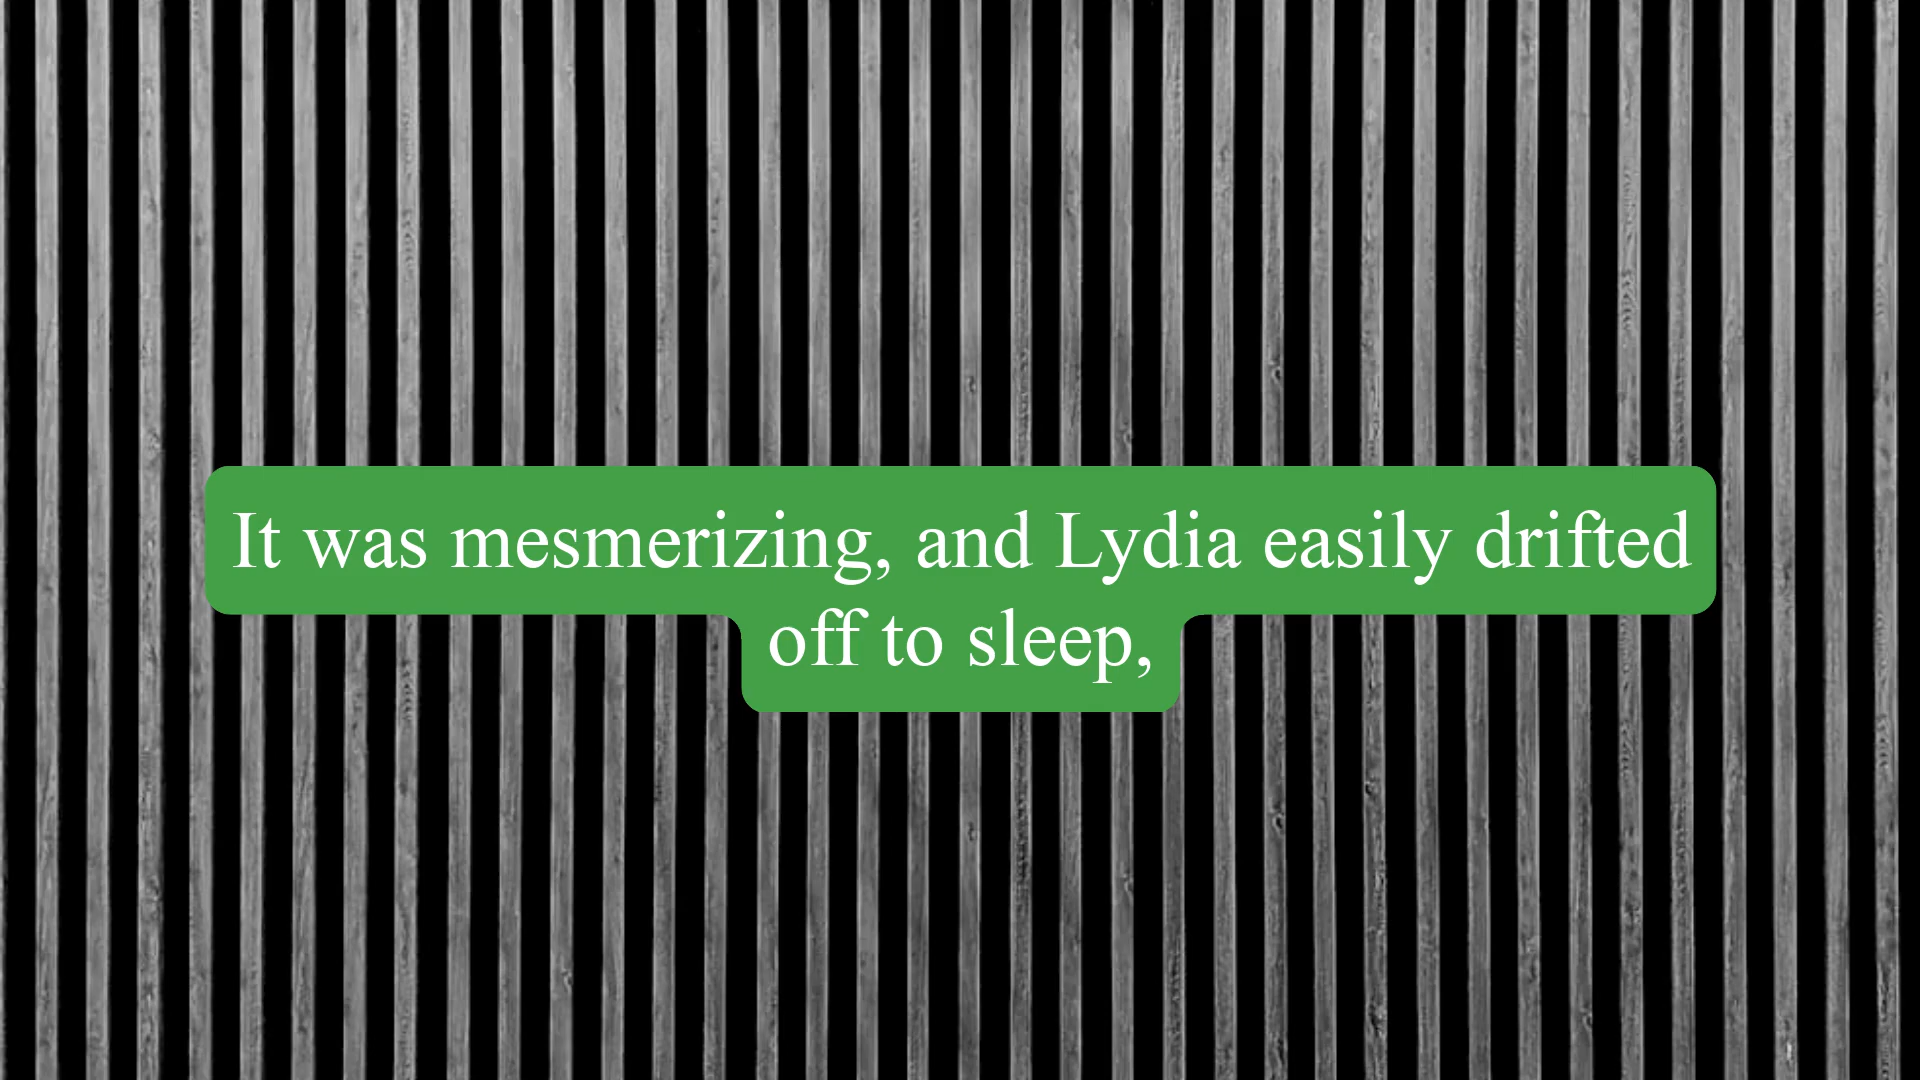 It was mesmerizing, and Lydia easily drifted
off to sleep,